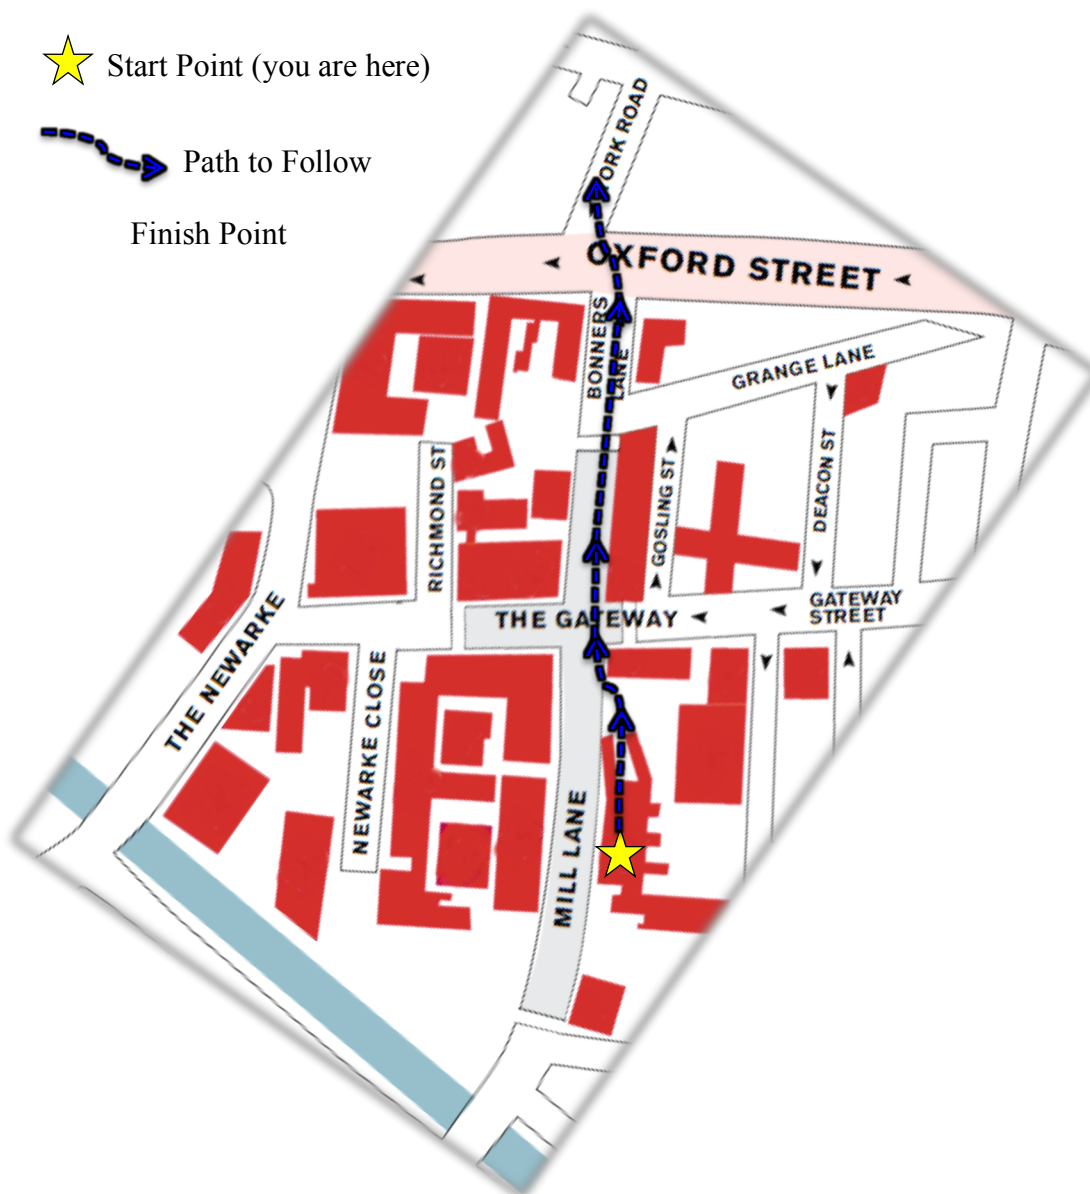 Start Point (you are here)
Path to Follow
Finish Point
ORK ROAD
OXFORD STREET
BONNERS
LANE
GRANGE LANE
RICHMOND ST
GOSLING ST
DEACON ST
THE GATEWAY
GATEWAY
STREET
THE NEWARKE
NEWARKE CLOSE
MILL LANE